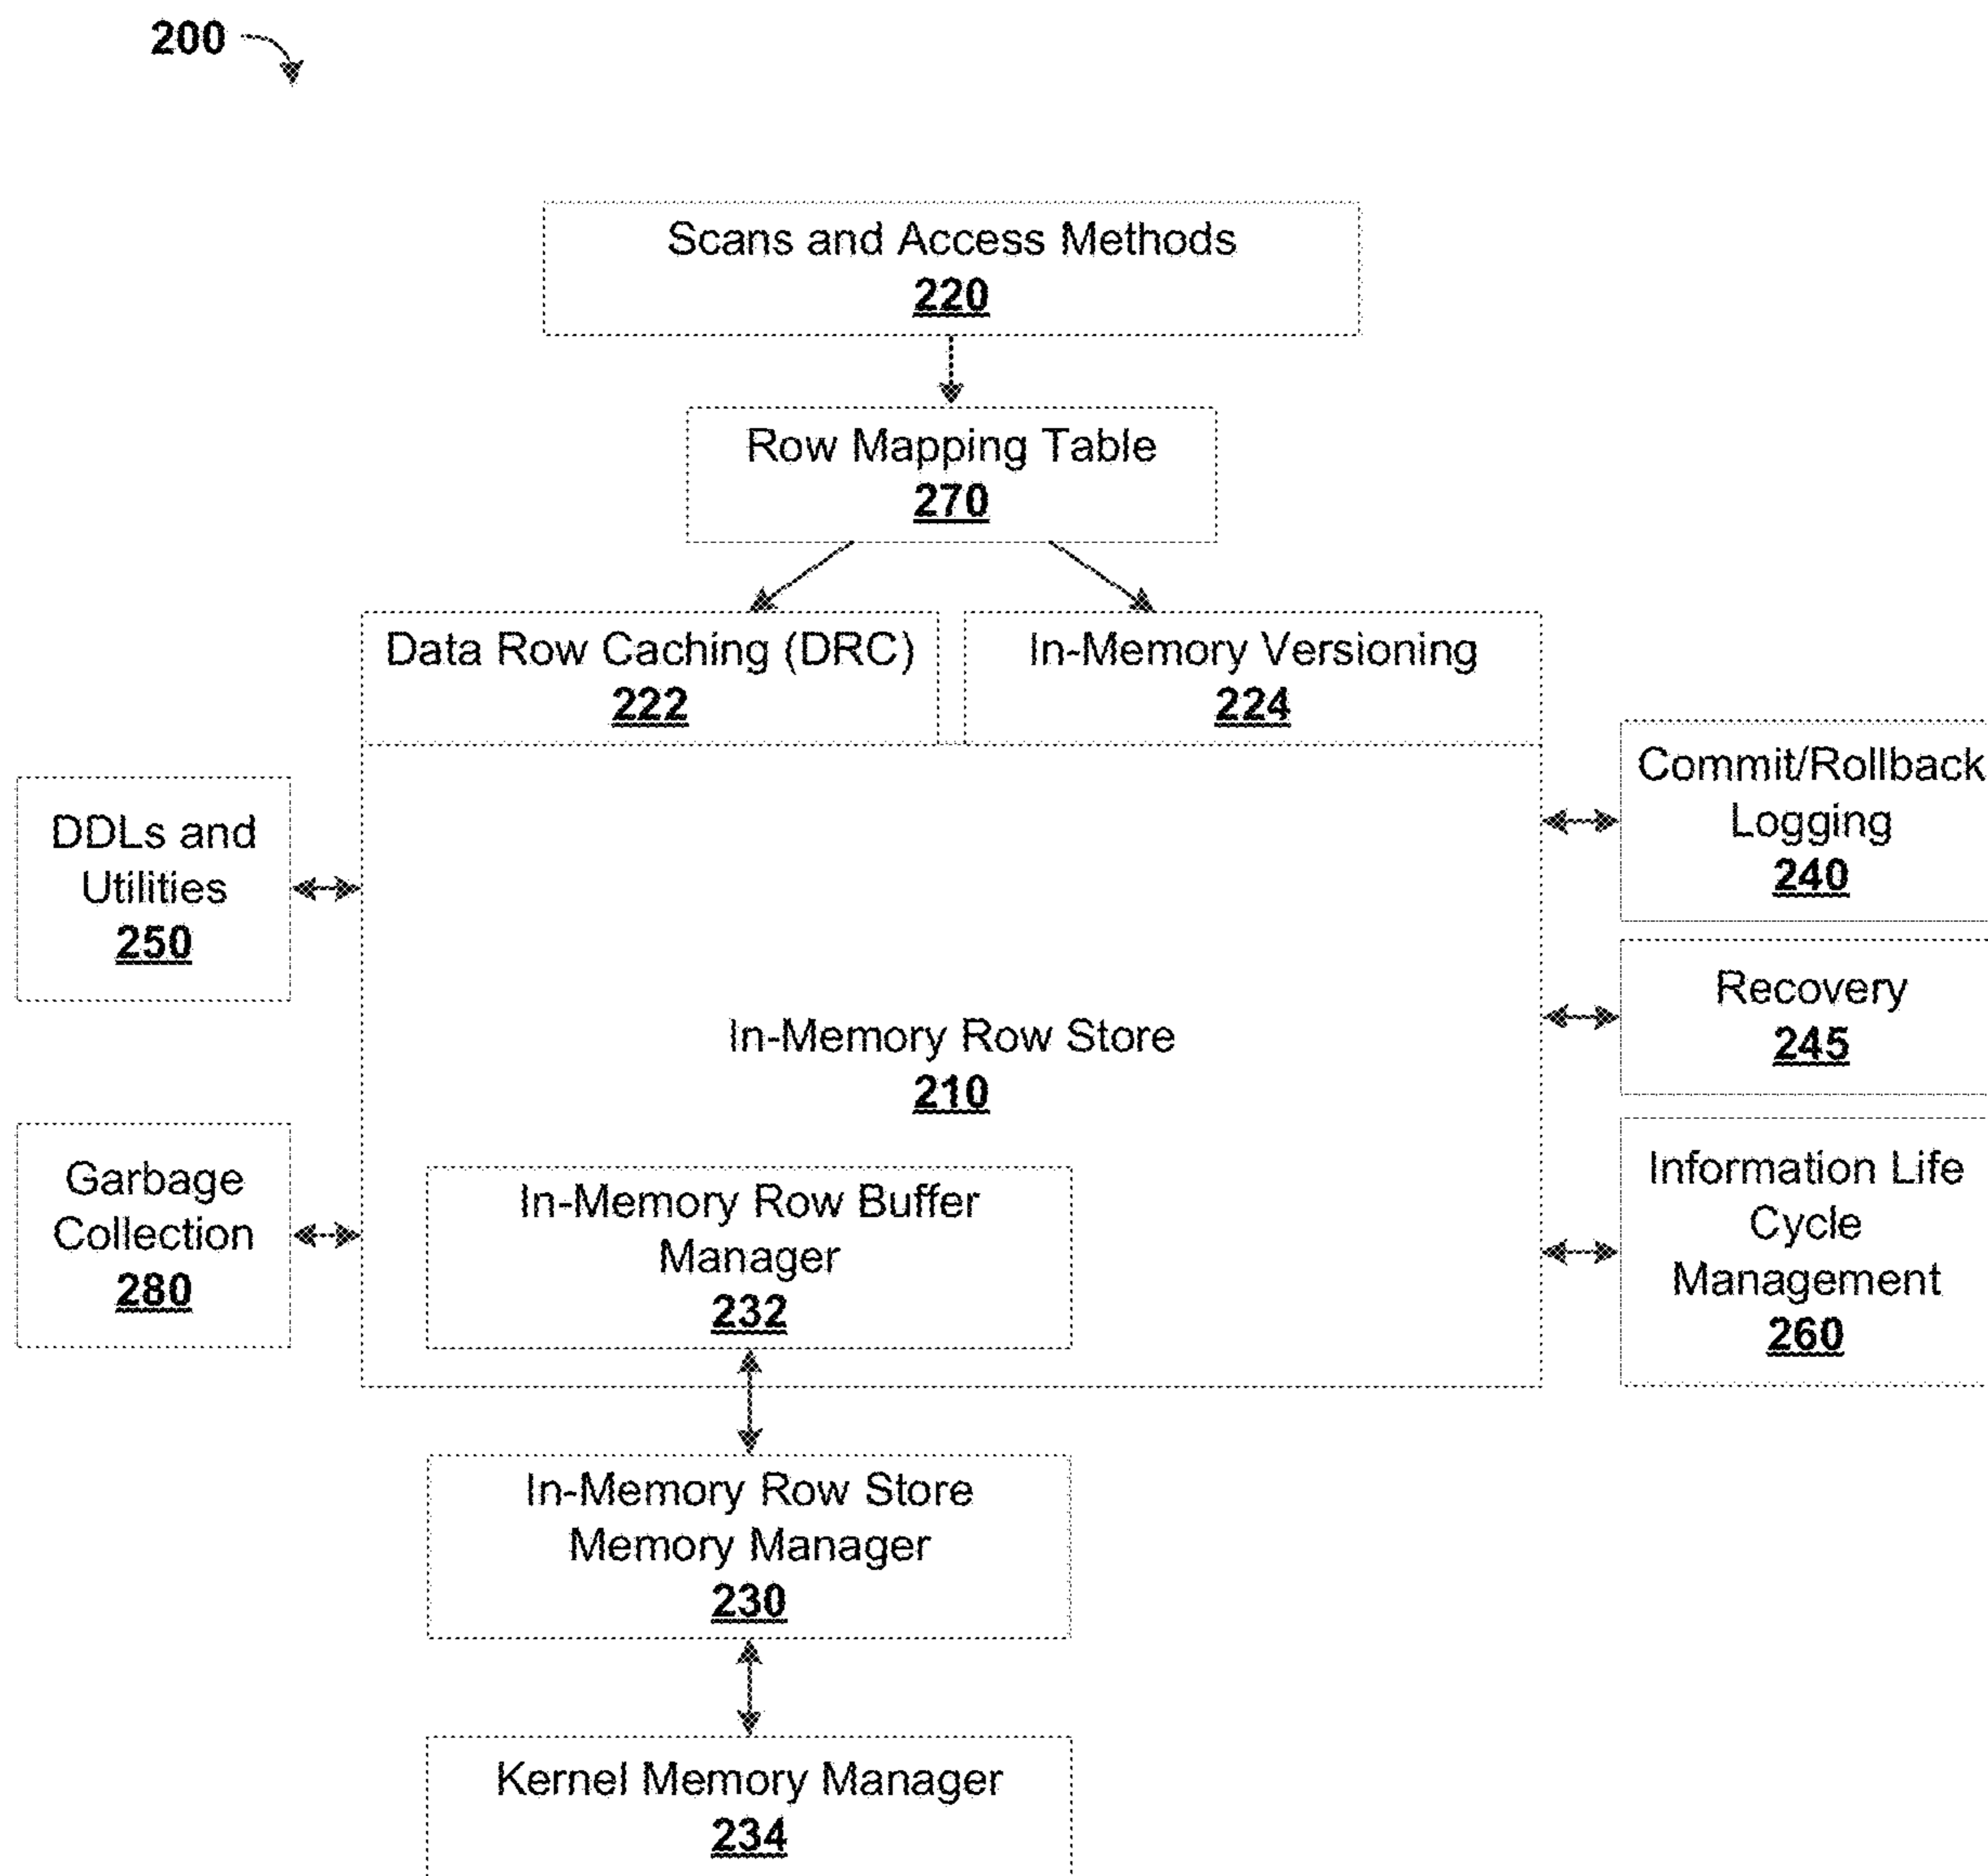 200
Scans and Access Methods
220
Row Mapping Table
270
Data Row Caching (DRC)
222
In-Memory Versioning
224
DDLs and
Utilities
250
Commit/Rollback
Logging
240
Recovery
245
In-Memory Row Store
210
Garbage
Collection
280
In-Memory Row Buffer
Manager
232
Information Life
Cycle
Management
260
In-Memory Row Store
Memory Manager
230
Kernel Memory Manager
234